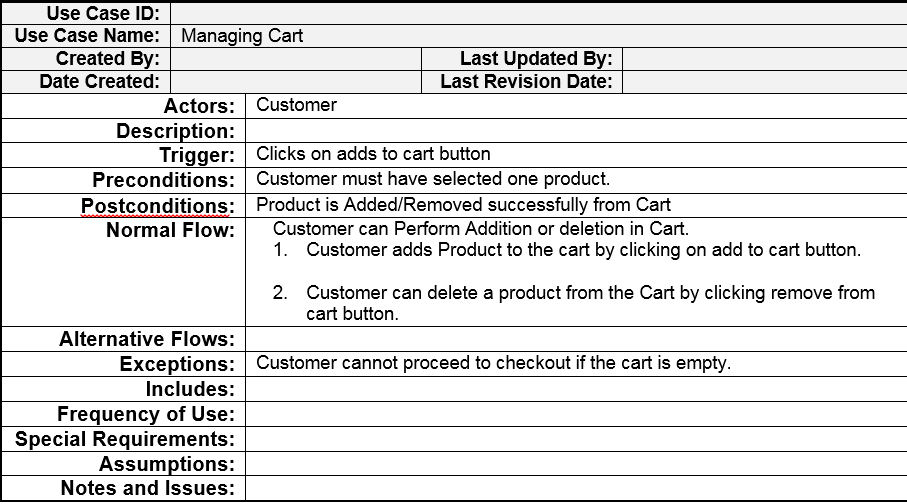 Use Case ID:
Use Case Name: Managing Cart
Created By: Last Updated By:
Date Created: Last Revision Date:
Actors: Customer
Description:
Trigger: Clicks on adds to cart button
Preconditions: Customer must have selected one product.
Postconditions: Product is Added/Removed successfully from Cart
Normal Flow: Customer can Perform Addition or deletion in Cart.
1. Customer adds Product to the cart by clicking on add to cart button.
2. Customer can delete a product from the Cart by clicking remove from
cart button.
Alternative Flows:
Exceptions: Customer cannot proceed to checkout if the cart is empty.
Includes:
Frequency of Use:
Special Requirements:
Assumptions:
Notes and Issues: